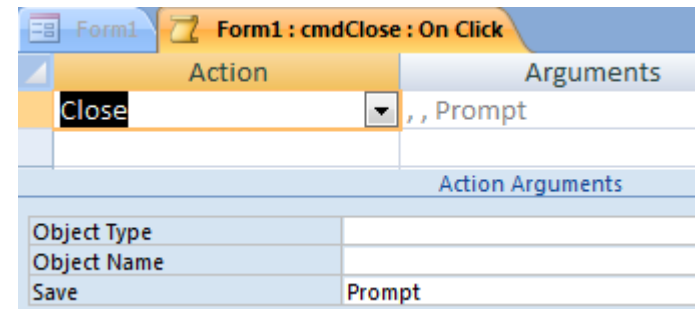 Form1 Form1 : cmdClose : On Click
Action Arguments
Close , , Prompt
Action Arguments
Object Type
Object Name
Save Prompt